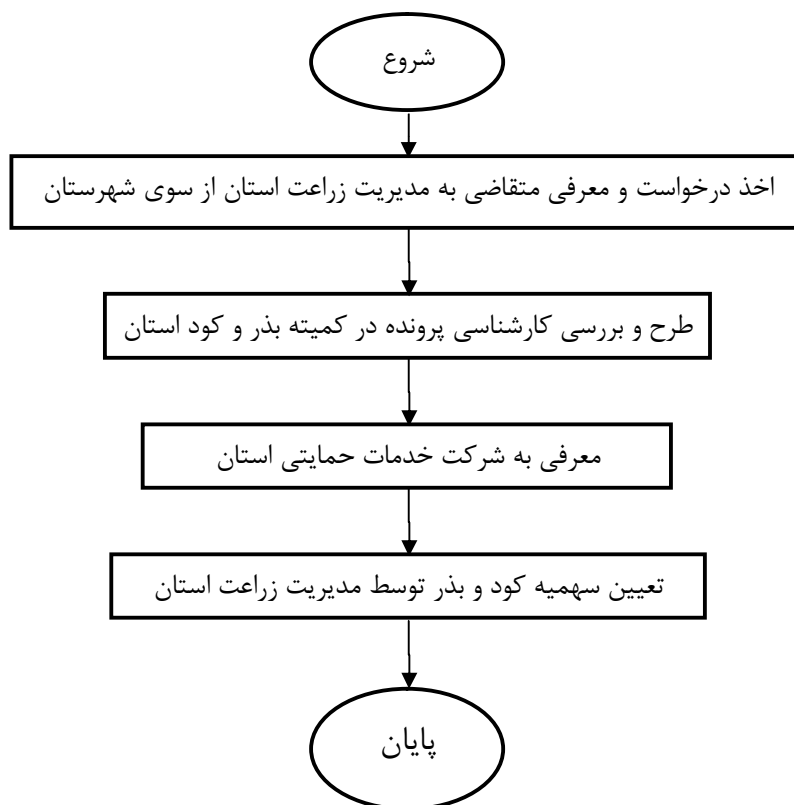 شروع
اخذ درخواست و معرفی متقاضی به مدیریت زراعت استان از سوی شهرستان
طرح و بررسی کارشناسی پرونده در کمیته بذر و کود استان
معرفی به شرکت خدمات حمایتی استان
تعیین سهمیه کود و بذر توسط مدیریت زراعت استان
پایان